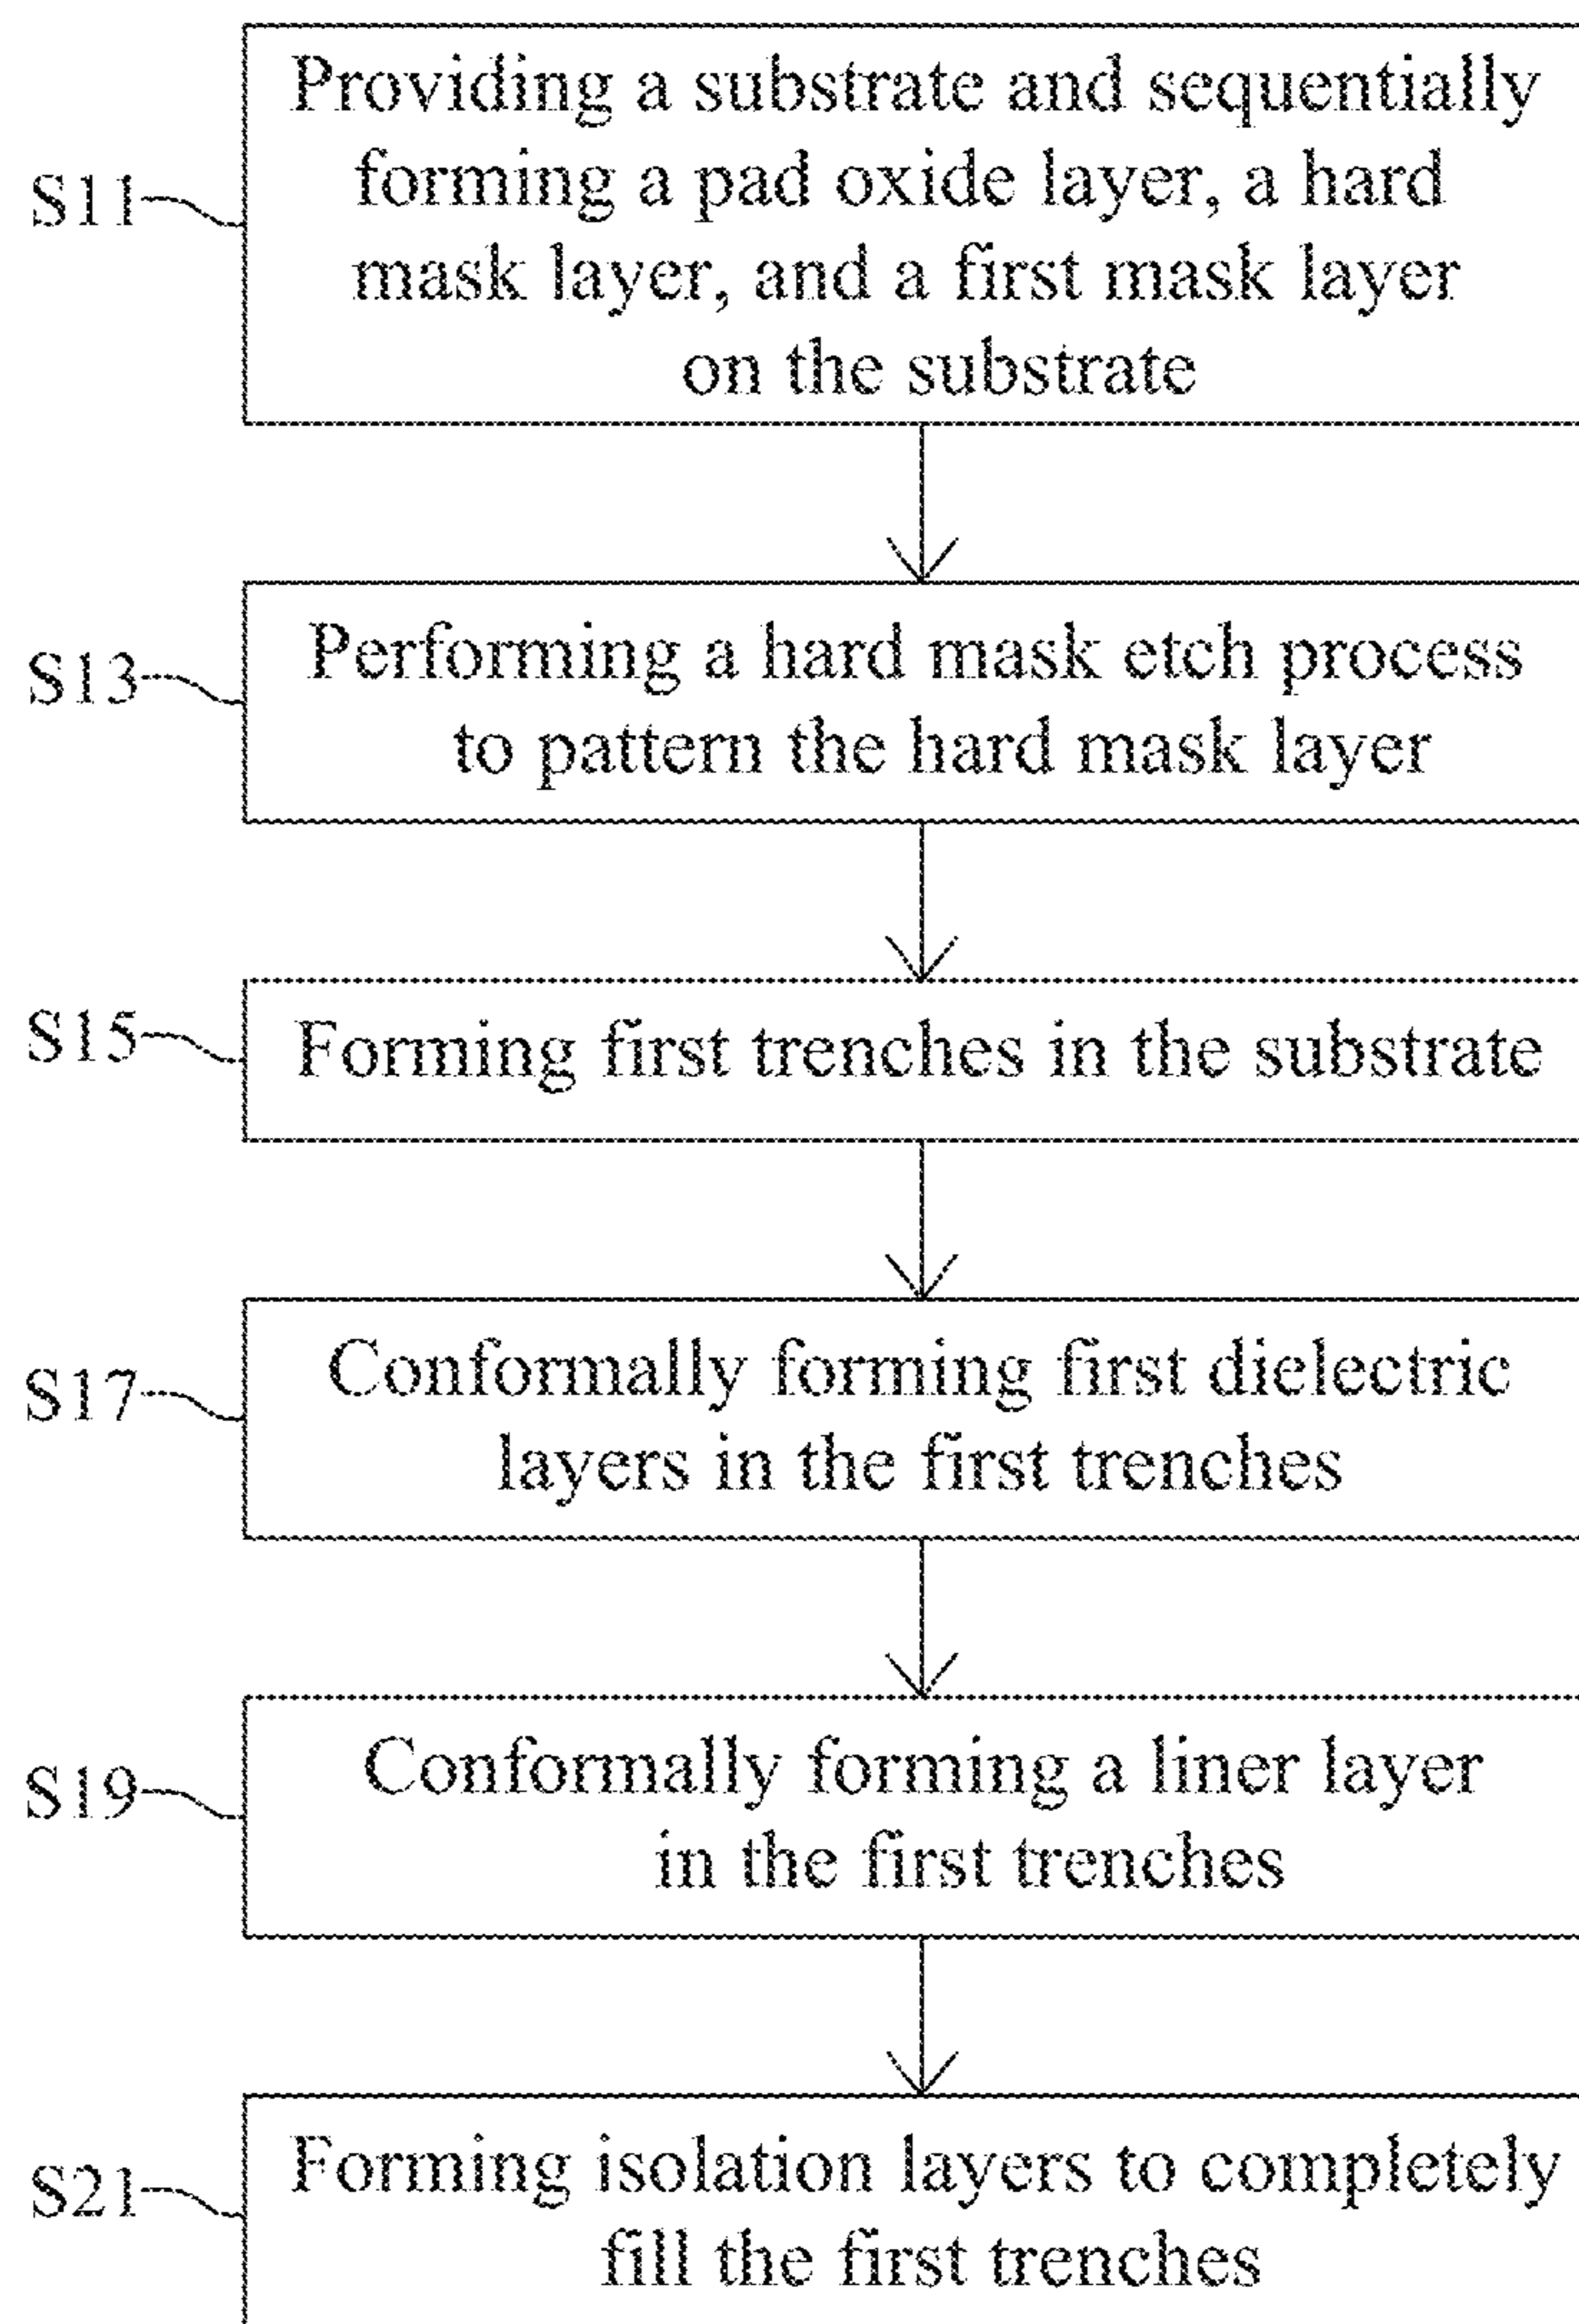 S11
Providing a substrate and sequentially
forming a pad oxide layer, a hard
mask layer, and a first mask layer
on the substrate
S13
Performing a hard mask etch process
to pattern the hard mask layer
S15
Forming first trenches in the substrate
S17
Conformally forming first dielectric
layers in the first trenches
S19
Conformally forming a liner layer
in the first trenches
S21
Forming isolation layers to completely
fill the first trenches